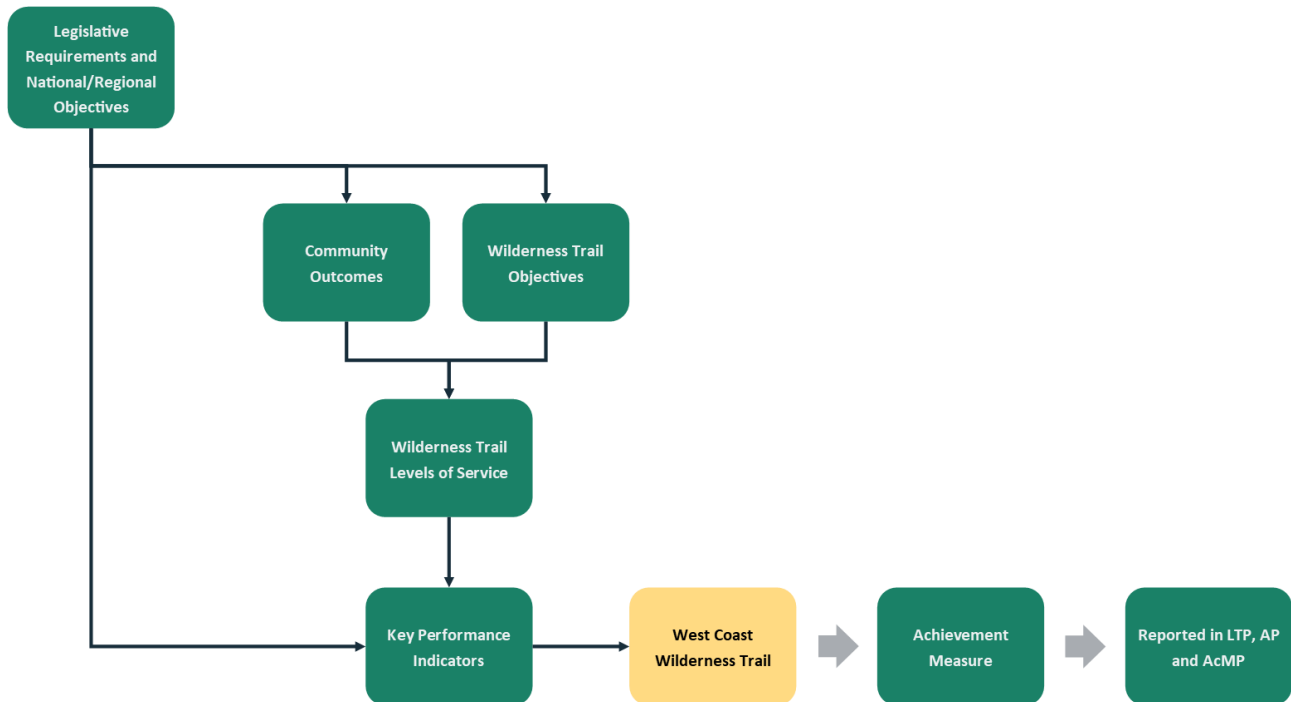 Legislative
Requirements and
National/Regional
Objectives
Community
Outcomes
Wilderness Trail
Objectives
Wilderness Trail
Levels of Service
Key Performance
Indicators
West Coast
Wilderness Trail
Achievement
Measure
Reported in LTP, AP
and AcMP